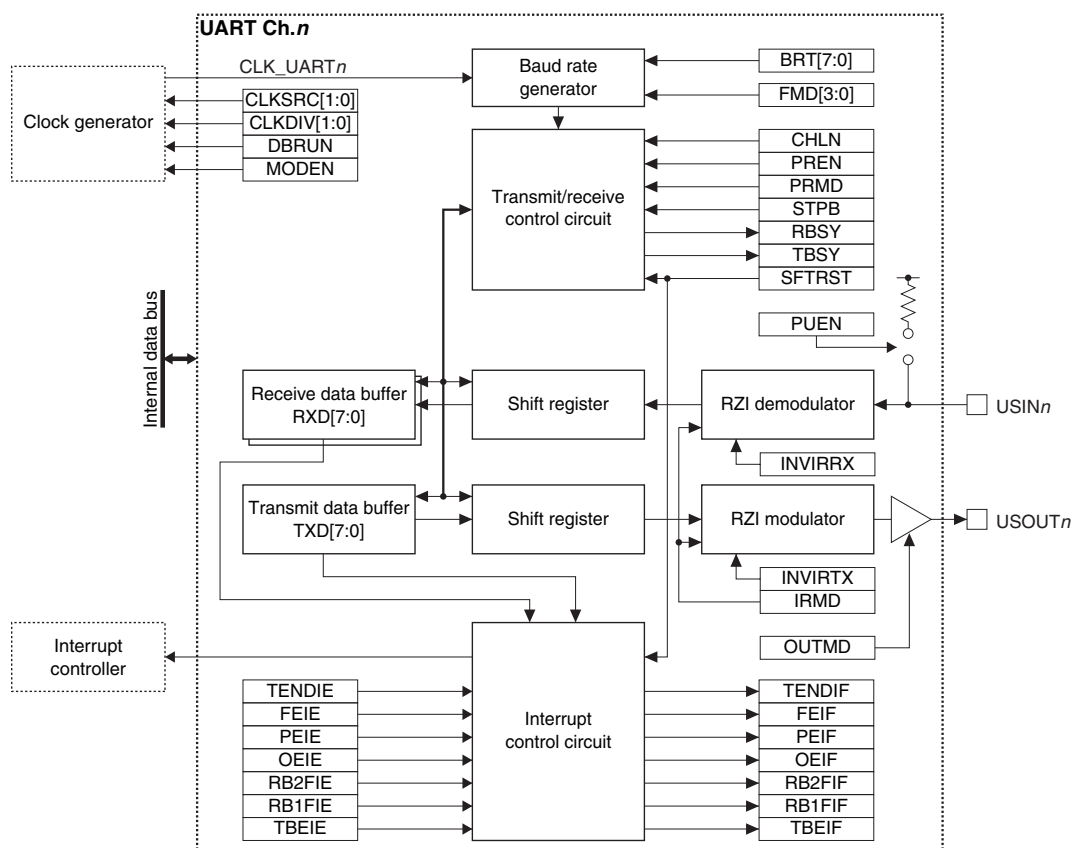 UART Ch.n
CLK_UARTn
Clock generator
CLKSRC[1:0]
CLKDIV[1:0]
DBRUN
MODEN
Baud rate
generator
BRT[7:0]
FMD[3:0]
Transmit/receive
control circuit
CHLN
PREN
PRMD
STPB
RBSY
TBSY
SFTRST
PUEN
Internal data bus
Receive data buffer
RXD[7:0]
Shift register
RZI demodulator
USINn
INVIRRX
Transmit data buffer
TXD[7:0]
Shift register
RZI modulator
USOUTn
INVIRTX
IRMD
OUTMD
Interrupt
controller
Interrupt
control circuit
TENDIE
FEIE
PEIE
OEIE
RB2FIE
RB1FIE
TBEIE
TENDIF
FEIF
PEIF
OEIF
RB2FIF
RB1FIF
TBEIF